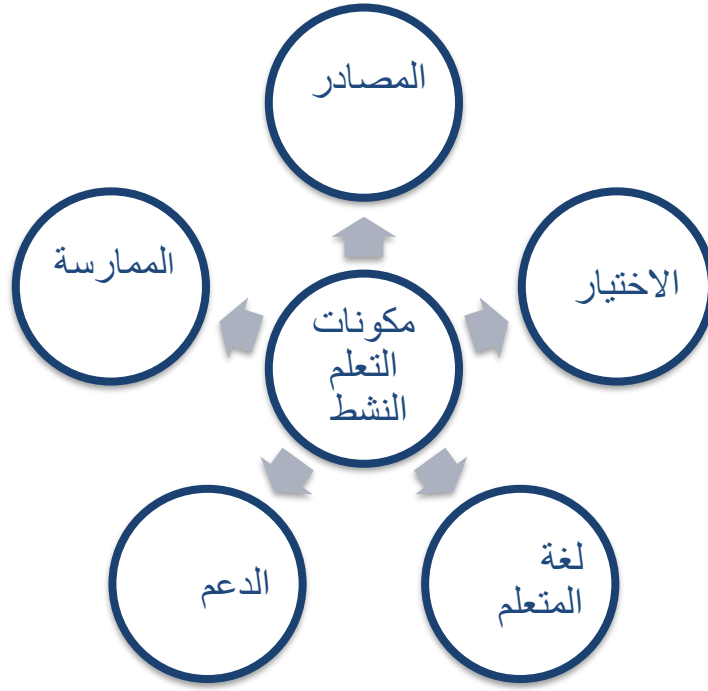 المصادر
الاختيار
لغة
المتعلم
الدعم
الممارسة
مكونات
التعلم
النشط